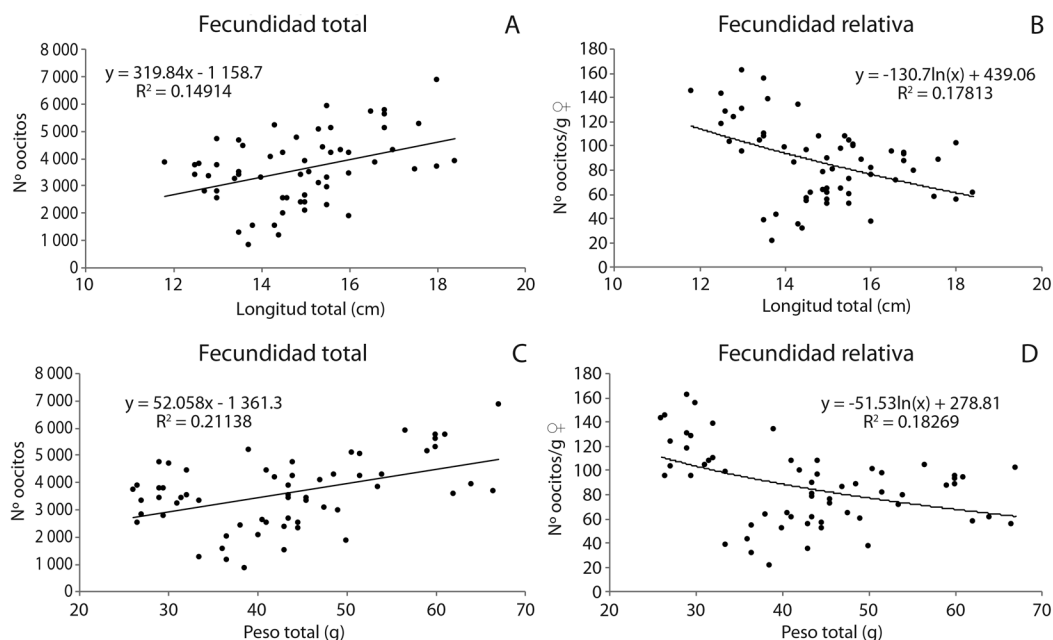 Fecundidad total
A
8 000
7 000
6 000
5 000
4 000
3 000
2 000
1 000
0
Nº oocitos
y = 319.84x - 1 158.7
R² = 0.14914
10
12
14
16
18
20
Longitud total (cm)
Fecundidad relativa
B
180
160
140
120
100
80
60
40
20
0
Nº oocitos/g ♀
y = -130.7ln(x) + 439.06
R² = 0.17813
10
12
14
16
18
20
Longitud total (cm)
Fecundidad total
C
8 000
7 000
6 000
5 000
4 000
3 000
2 000
1 000
0
Nº oocitos
y = 52.058x - 1 361.3
R² = 0.21138
20
30
40
50
60
70
Peso total (g)
Fecundidad relativa
D
180
160
140
120
100
80
60
40
20
0
Nº oocitos/g ♀
y = -51.53ln(x) + 278.81
R² = 0.18269
20
30
40
50
60
70
Peso total (g)